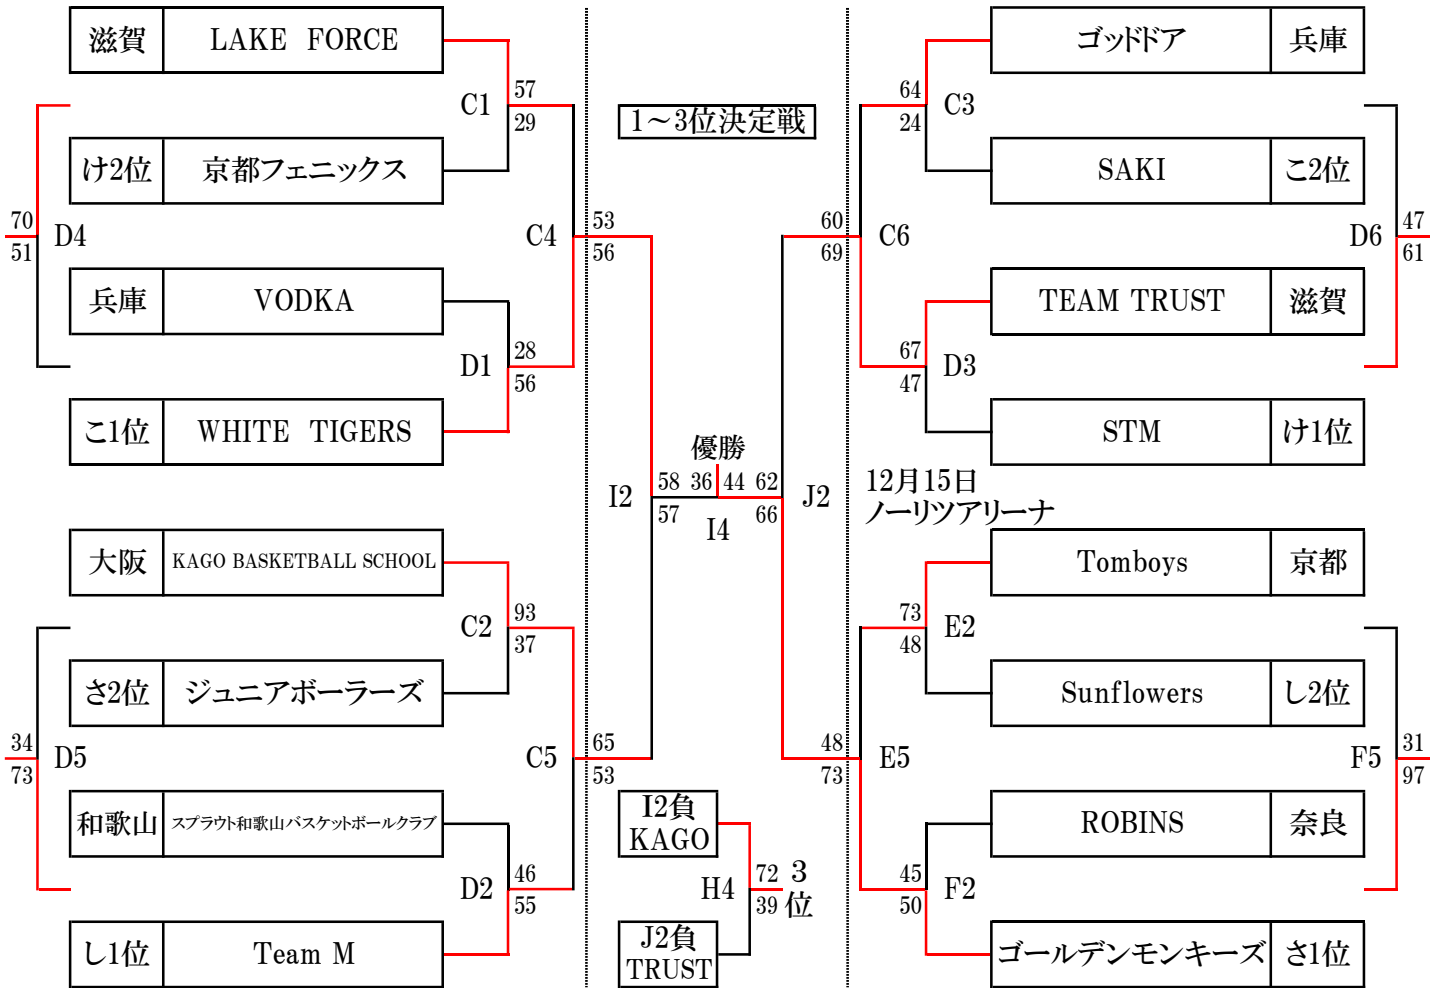 滋賀 LAKE FORCE
C1
57
29
け2位 京都フェニックス
70
51
D4
C4
53
56
兵庫 VODKA
D1
28
56
こ1位 WHITE TIGERS
大阪 KAGO BASKETBALL SCHOOL
C2
93
37
さ2位 ジュニアボーラーズ
34
73
D5
C5
65
53
和歌山 スプラウト和歌山バスケットボールクラブ
D2
46
55
し1位 Team M
1～3位決定戦
優勝
I2
58 36 44 62
57 66
I4
J2
I2負
KAGO
H4
72
39
3
位
J2負
TRUST
ゴッドドア 兵庫
64
24
C3
SAKI こ2位
60
69
C6
D6
47
61
TEAM TRUST 滋賀
67
47
D3
STM け1位
12月15日
ノーリツアリーナ
Tomboys 京都
73
48
E2
Sunflowers し2位
48
73
E5
F5
31
97
ROBINS 奈良
45
50
F2
ゴールデンモンキーズ さ1位